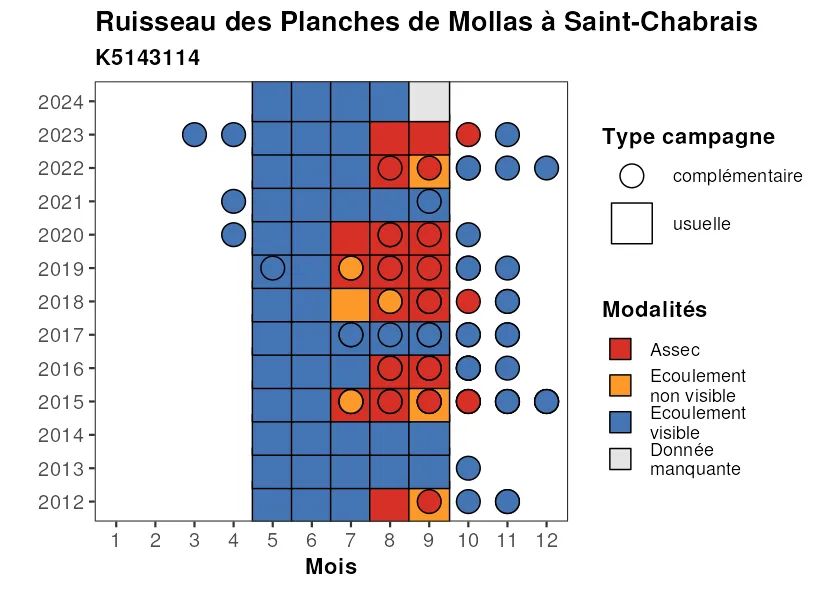 Ruisseau des Planches de Mollas à Saint-Chabrais
K5143114
2024
2023
2022
2021
2020
2019
2018
2017
2016
2015
2014
2013
2012
1 2 3 4 5 6 7 8 9 10 11 12
Mois
Type campagne
complémentaire
usuelle
Modalités
Assec
Ecoulement
non visible
Ecoulement
visible
Donnée
manquante